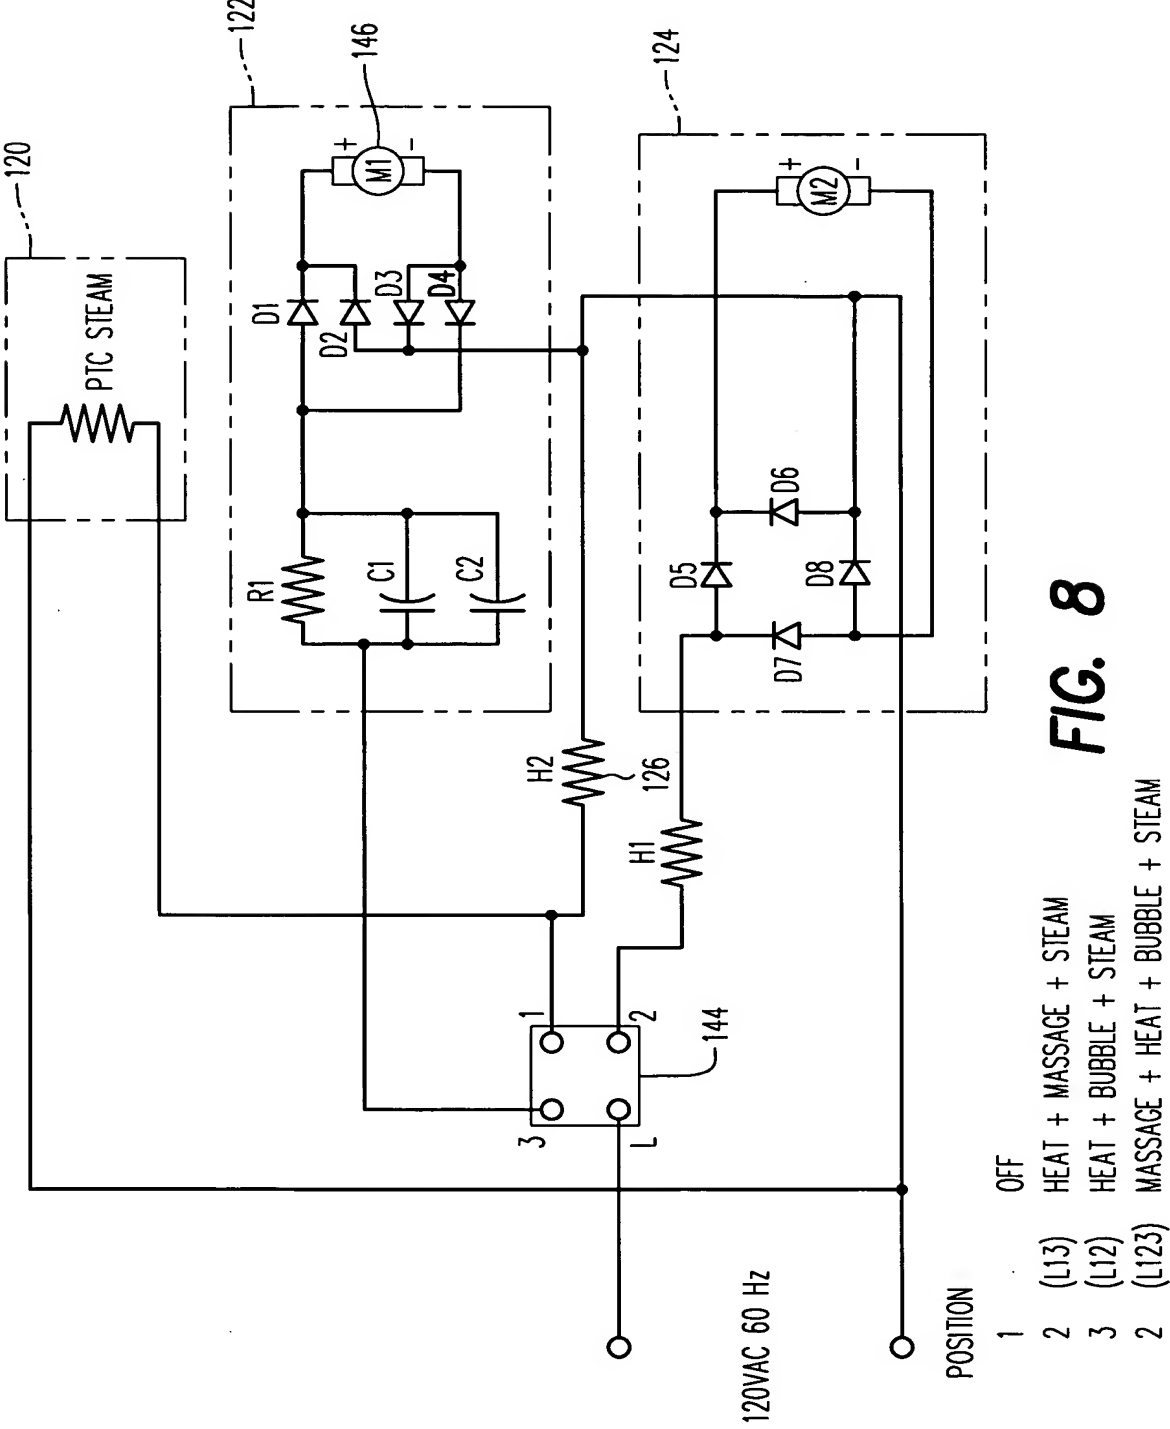 120
PTC STEAM
122
146
D1
D2
D3
D4
+
M1
-
R1
C1
C2
124
D5
D6
D7
D8
+
M2
-
H2
126
H1
1
2
3
L
144
120VAC 60 Hz
POSITION
1 OFF
2 (L13) HEAT + MASSAGE + STEAM
3 (L12) HEAT + BUBBLE + STEAM
2 (L123) MASSAGE + HEAT + BUBBLE + STEAM
FIG. 8